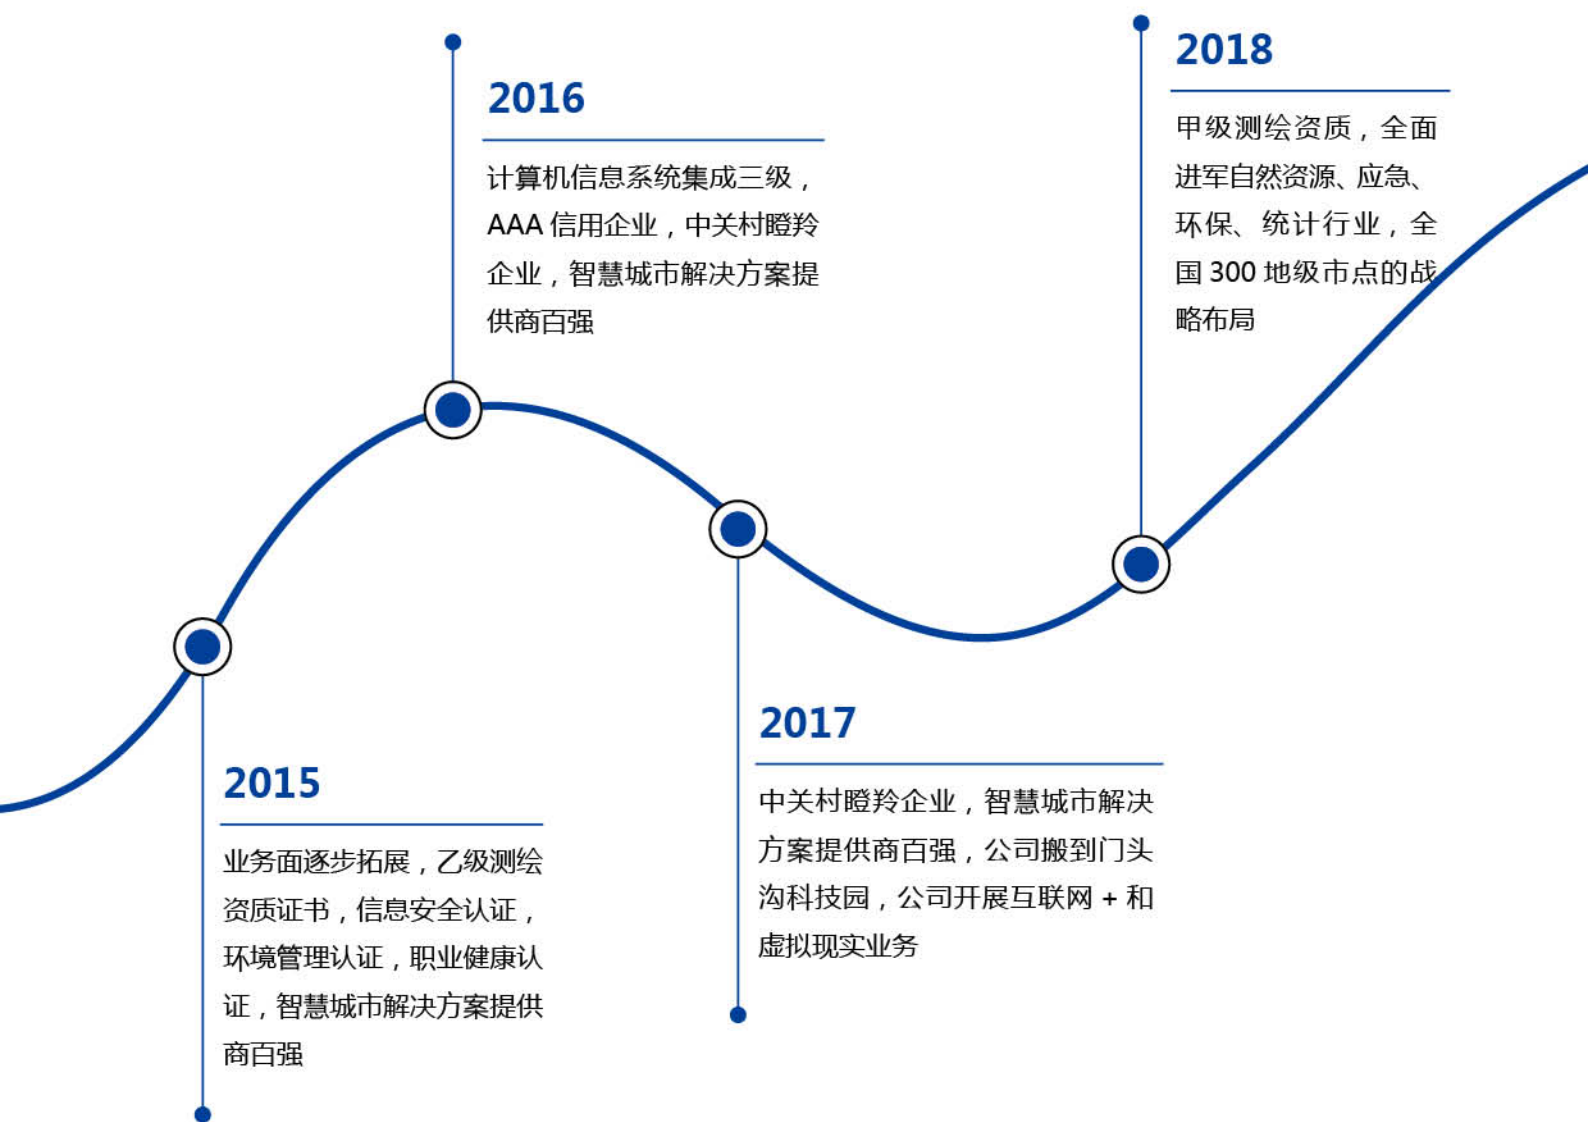 2016
计算机信息系统集成三级，
AAA 信用企业，中关村瞪羚
企业，智慧城市解决方案提
供商百强
2018
甲级测绘资质，全面
进军自然资源、应急、
环保、统计行业，全
国 300 地级市点的战
略布局
2015
业务面逐步拓展，乙级测绘
资质证书，信息安全认证，
环境管理认证，职业健康认
证，智慧城市解决方案提供
商百强
2017
中关村瞪羚企业，智慧城市解决
方案提供商百强，公司搬到门头
沟科技园，公司开展互联网 + 和
虚拟现实业务